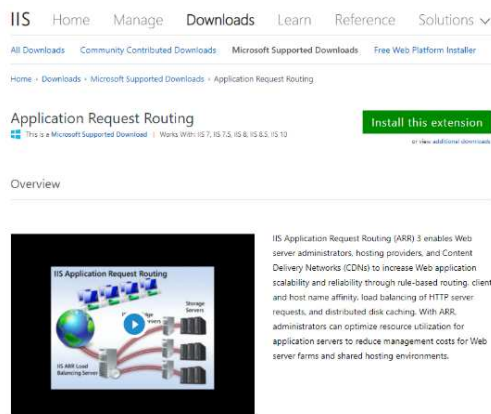 IIS Home Manage Downloads Learn Reference Solutions
All Downloads Community Contributed Downloads Microsoft Supported Downloads Free Web Platform Installer
Home › Downloads › Microsoft Supported Downloads › Application Request Routing
Application Request Routing
Install this extension
This is a Microsoft Supported Download | Works With: IIS 7, IIS 7.5, IIS 8, IIS 8.5, IIS 10
or view additional downloads
Overview
IIS Application Request Routing (ARR) 3 enables Web
server administrators, hosting providers, and Content
Delivery Networks (CDNs) to increase Web application
scalability and reliability through rule-based routing, client
and host name affinity, load balancing of HTTP server
requests, and distributed disk caching. With ARR,
administrators can optimize resource utilization for
application servers to reduce management costs for Web
server farms and shared hosting environments.
IIS Application Request Routing
Storage
Servers
IIS ARR Load
Balancing Server